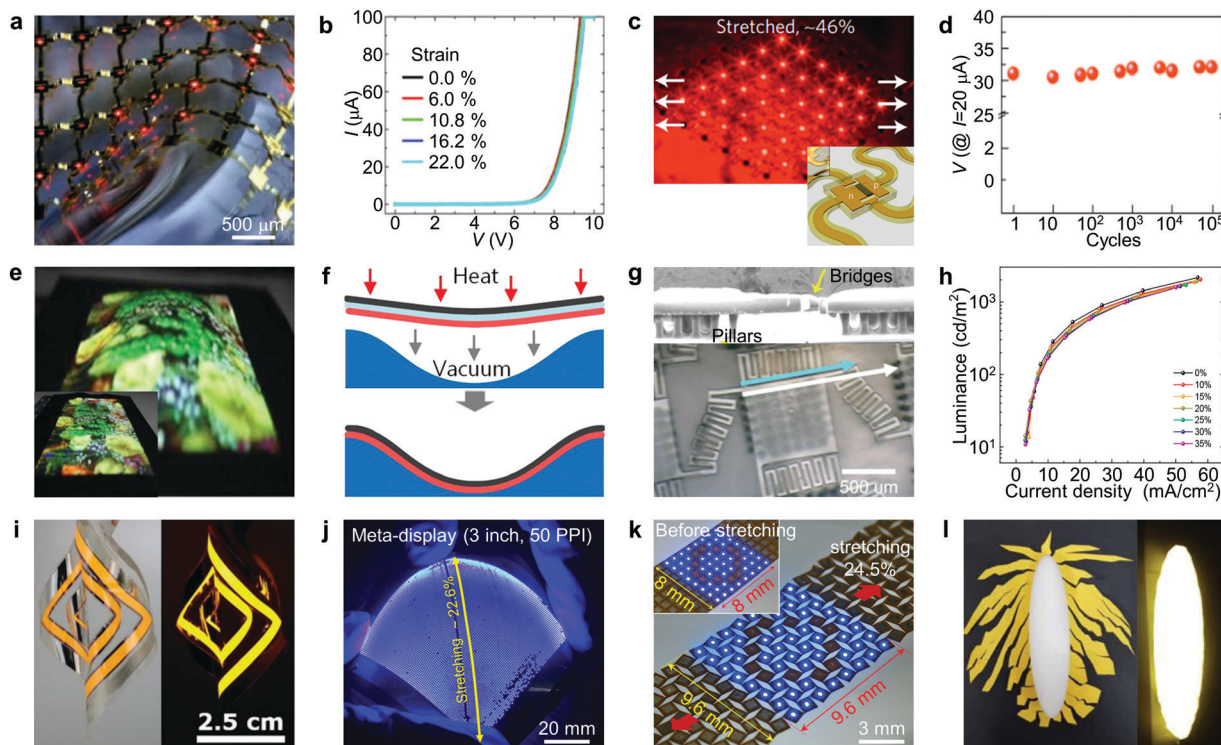 a
500 µm
b
100
80
60
40
20
0
I (µA)
Strain
0.0 %
6.0 %
10.8 %
16.2 %
22.0 %
0 2 4 6 8 10
V (V)
c
Stretched, ~46%
n
p
d
40
35
30
25
2
0
V (@ I=20 µA)
1 10 10² 10³ 10⁴ 10⁵
Cycles
e
f
Heat
Vacuum
g
Bridges
Pillars
500 um
h
10³
10²
10¹
Luminance (cd/m²)
0%
10%
15%
20%
25%
30%
35%
0 10 20 30 40 50 60
Current density (mA/cm²)
i
2.5 cm
j
Meta-display (3 inch, 50 PPI)
Stretching ~ 22.6%
20 mm
k
Before stretching
8 mm
8 mm
stretching
24.5%
9.6 mm
9.6 mm
3 mm
l